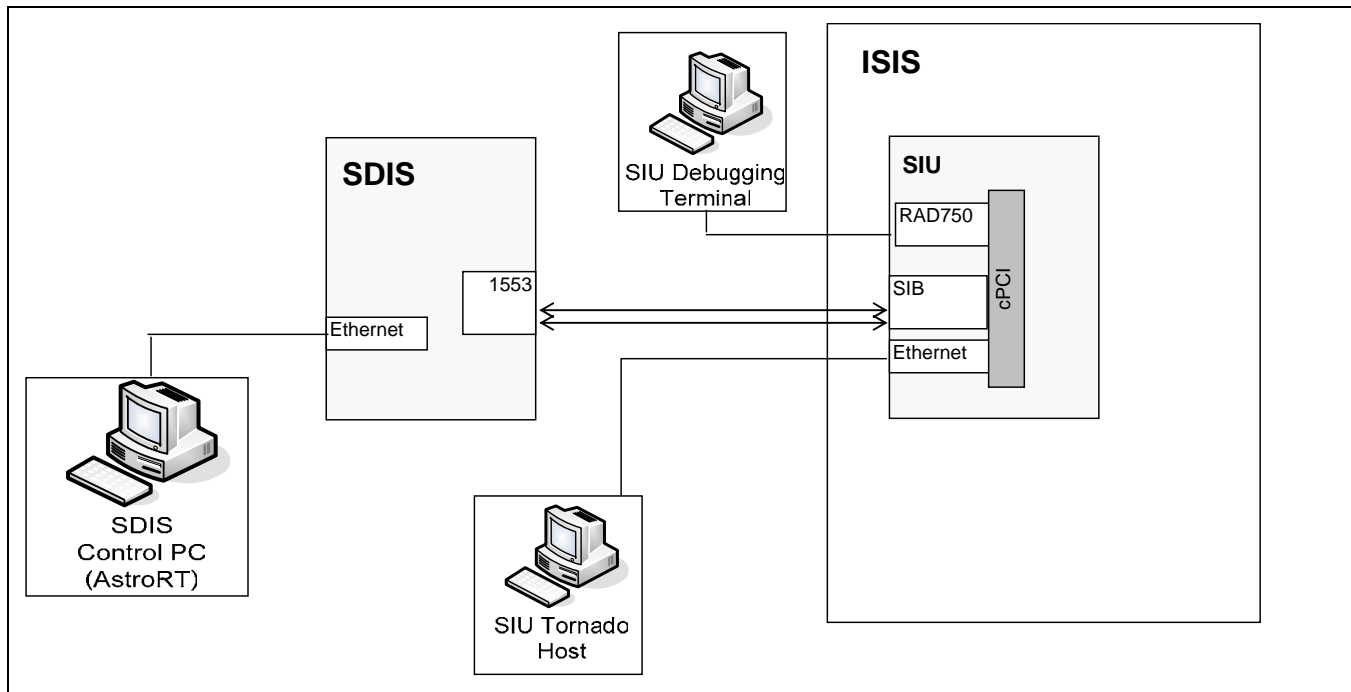 ISIS
SIU Debugging
Terminal
SDIS
SIU
RAD750
cPCI
1553
SIB
Ethernet
Ethernet
SDIS
Control PC
(AstroRT)
SIU Tornado
Host